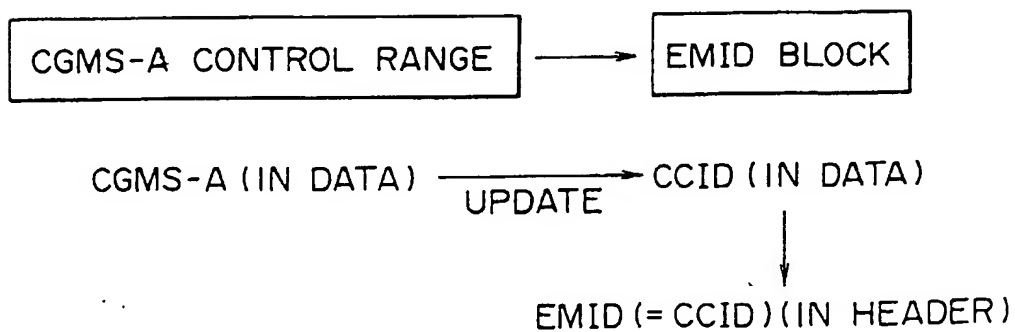 CGMS-A CONTROL RANGE
EMID BLOCK
CGMS-A (IN DATA)
UPDATE
CCID (IN DATA)
EMID (= CCID) (IN HEADER)